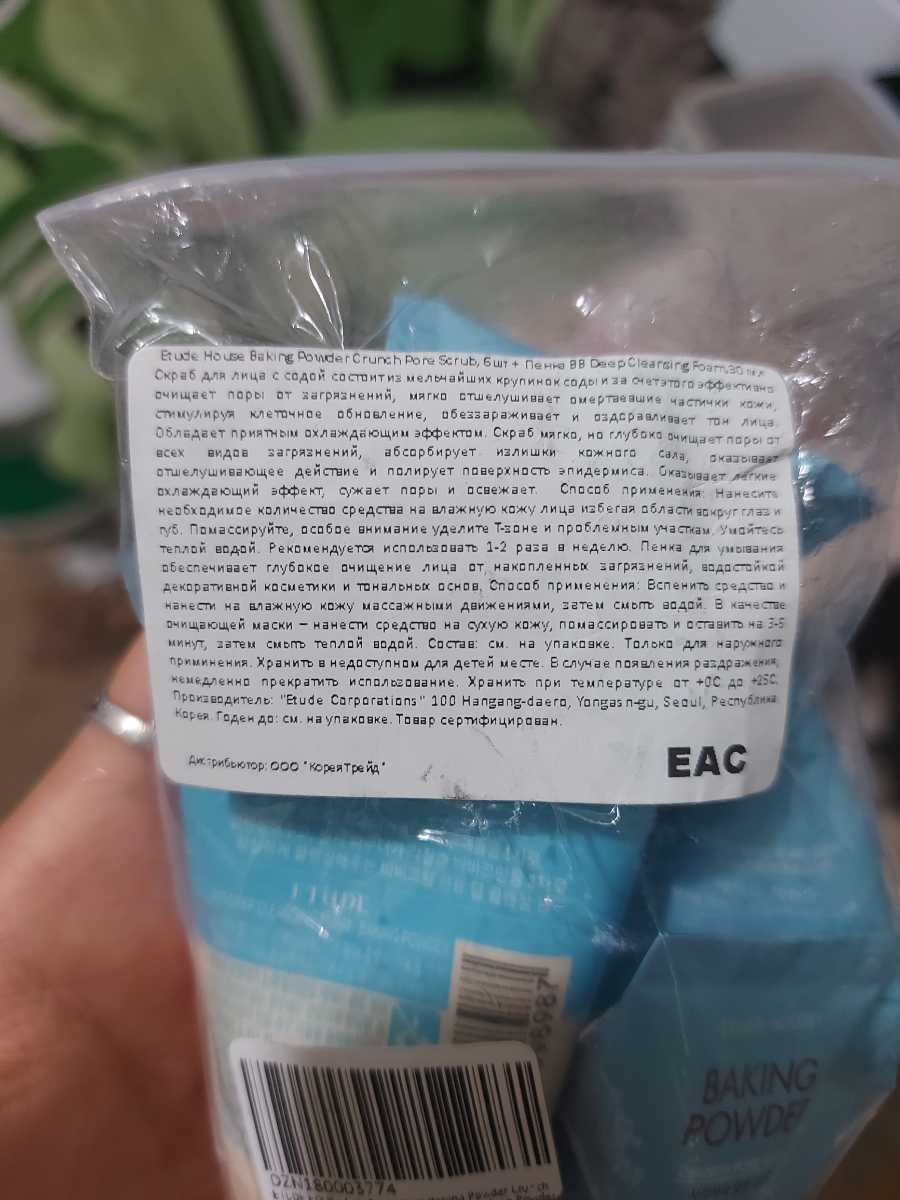 Etude House Baking Powder Crunch Pore Scrub, 6шт + Пенка BB Deep Cleansing Foam,30 мл
Скраб для лица с содой состоит из мельчайших крупинок соды и за счет этого эффективно
очищает поры от загрязнений, мягко отшелушивает омертвевшие частички кожи,
стимулируя клеточное обновление, обеззараживает и оздоравливает тон лица.
Обладает приятным охлаждающим эффектом. Скраб мягко, но глубоко очищает поры от
всех видов загрязнений, абсорбирует излишки кожного сала, оказывает
отшелушивающее действие и полирует поверхность эпидермиса. Оказывает легкие
охлаждающий эффект, сужает поры и освежает. Способ применения: Нанесите
необходимое количество средства на влажную кожу лица избегая области вокруг глаз и
губ. Помассируйте, особое внимание уделите Т-зоне и проблемным участкам. Умойтесь
теплой водой. Рекомендуется использовать 1-2 раза в неделю. Пенка для умывания
обеспечивает глубокое очищение лица от накопленных загрязнений, водостойкой
декоративной косметики и тональных основ. Способ применения: Вспенить средство и
нанести на влажную кожу массажными движениями, затем смыть водой. В качестве
очищающей маски – нанести средство на сухую кожу, помассировать и оставить на 3-5
минут, затем смыть теплой водой. Состав: см. на упаковке. Только для наружного
приминения. Хранить в недоступном для детей месте. В случае появления раздражения,
немедленно прекратить использование. Хранить при температуре от +0С до +25С.
Производитель: "Etude Corporations" 100 Hangang-daero, Yongasn-gu, Seoul, Республика
Корея. Годен до: см. на упаковке. Товар сертифицирован.
Дистрибьютор: ООО "КореяТрейд"
EAC
ETUDE
BAKING
POWDER
OZN180003774
Baking Powder Crunch